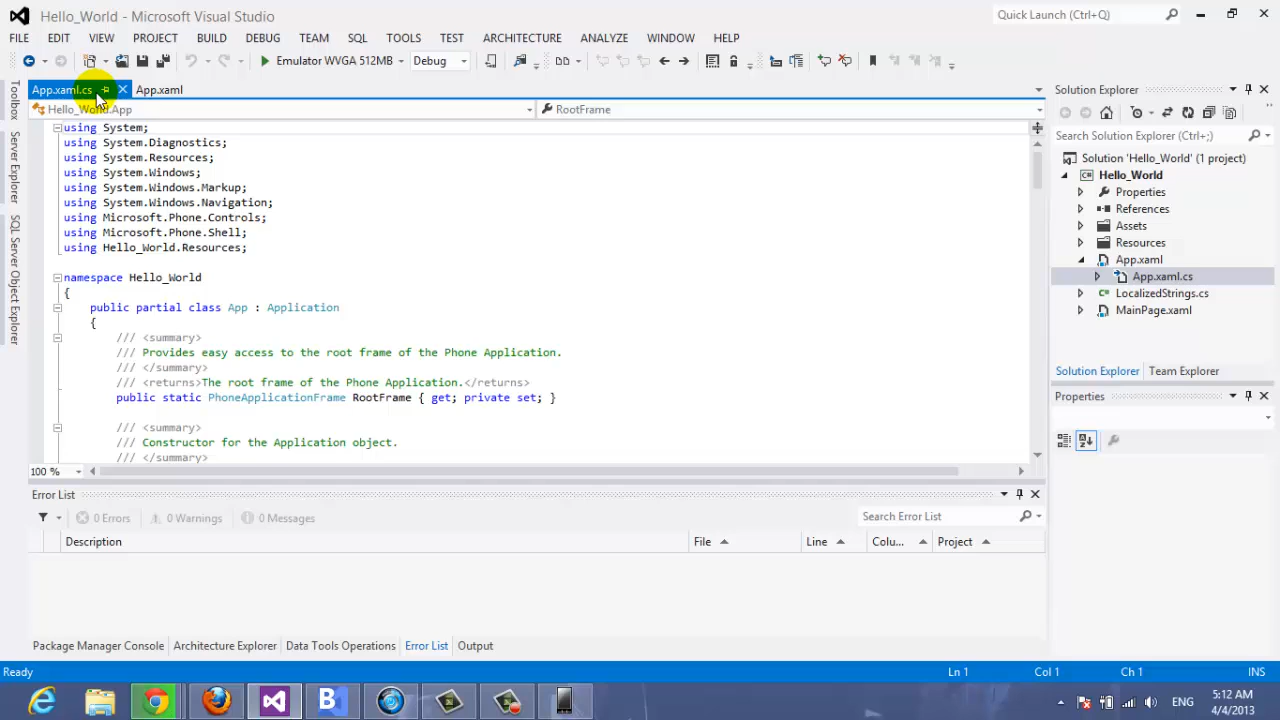 Hello_World - Microsoft Visual Studio
Quick Launch (Ctrl+Q)
FILE EDIT VIEW PROJECT BUILD DEBUG TEAM SQL TOOLS TEST ARCHITECTURE ANALYZE WINDOW HELP
Emulator WVGA 512MB Debug
App.xaml.cs App.xaml
Hello_World.App RootFrame
Toolbox
Server Explorer
SQL Server Object Explorer
using System;
using System.Diagnostics;
using System.Resources;
using System.Windows;
using System.Windows.Markup;
using System.Windows.Navigation;
using Microsoft.Phone.Controls;
using Microsoft.Phone.Shell;
using Hello_World.Resources;
namespace Hello_World
{
public partial class App : Application
{
/// <summary>
/// Provides easy access to the root frame of the Phone Application.
/// </summary>
/// <returns>The root frame of the Phone Application.</returns>
public static PhoneApplicationFrame RootFrame { get; private set; }
/// <summary>
/// Constructor for the Application object.
/// </summary>
100 %
Solution Explorer
Search Solution Explorer (Ctrl+;)
Solution 'Hello_World' (1 project)
Hello_World
Properties
References
Assets
Resources
App.xaml
App.xaml.cs
LocalizedStrings.cs
MainPage.xaml
Solution Explorer Team Explorer
Properties
Error List
0 Errors 0 Warnings 0 Messages
Search Error List
Description File Line Colu... Project
Package Manager Console Architecture Explorer Data Tools Operations Error List Output
Ready Ln 1 Col 1 Ch 1 INS
ENG
5:12 AM
4/4/2013